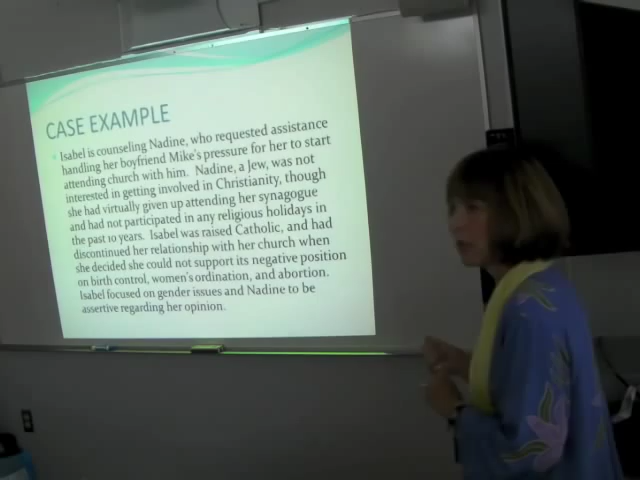 CASE EXAMPLE
Isabel is counseling Nadine, who requested assistance
handling her boyfriend Mike's pressure for her to start
attending church with him. Nadine, a Jew, was not
interested in getting involved in Christianity, though
she had virtually given up attending her synagogue
and had not participated in any religious holidays in
the past 10 years. Isabel was raised Catholic, and had
discontinued her relationship with her church when
she decided she could not support its negative position
on birth control, women's ordination, and abortion.
Isabel focused on gender issues and Nadine to be
assertive regarding her opinion.